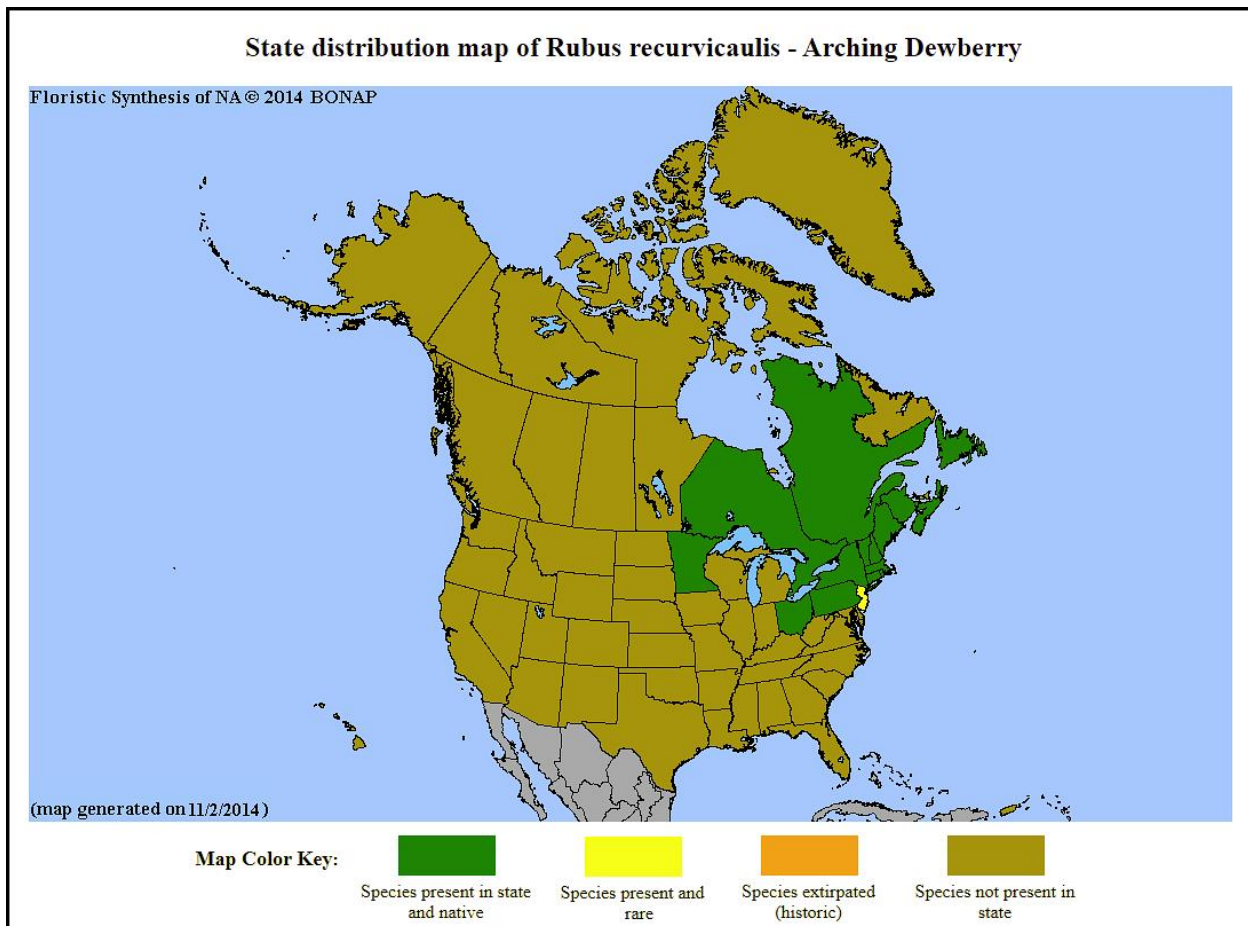 State distribution map of Rubus recurvicaulis - Arching Dewberry
Floristic Synthesis of NA © 2014 BONAP
(map generated on 11/2/2014)
Map Color Key:
Species present in state
and native
Species present and
rare
Species extirpated
(historic)
Species not present in
state